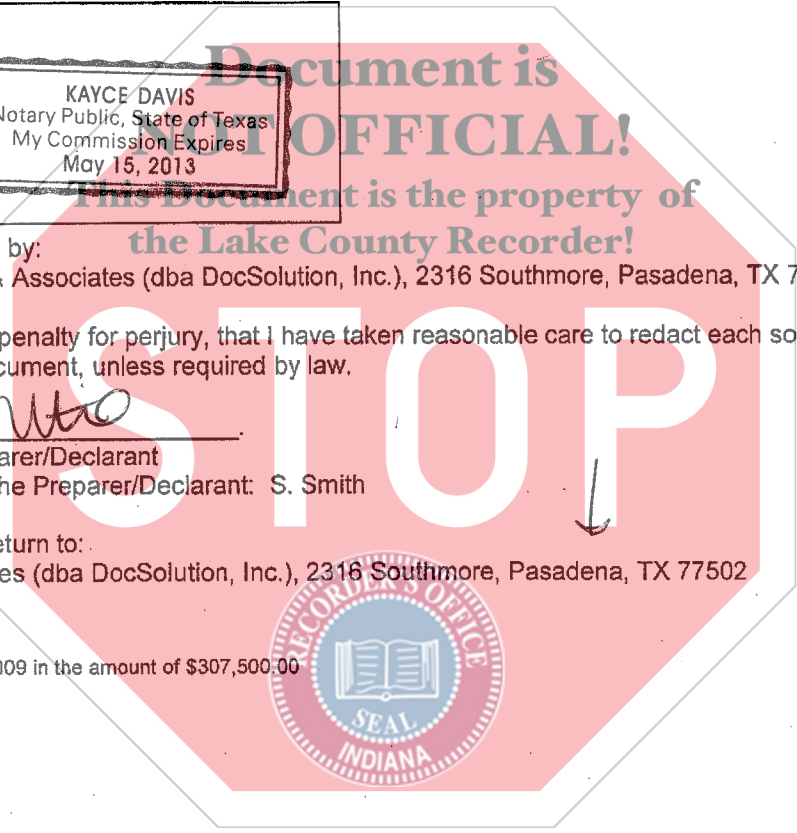 Document is
NOT OFFICIAL!
This Document is the property of
the Lake County Recorder!
KAYCE DAVIS
Notary Public, State of Texas
My Commission Expires
May 15, 2013
by:
& Associates (dba DocSolution, Inc.), 2316 Southmore, Pasadena, TX 7
penalty for perjury, that I have taken reasonable care to redact each so
cument, unless required by law.
arer/Declarant
he Preparer/Declarant: S. Smith
eturn to:
es (dba DocSolution, Inc.), 2316 Southmore, Pasadena, TX 77502
009 in the amount of $307,500.00
STOP
RECORDER'S OFFICE
SEAL
INDIANA